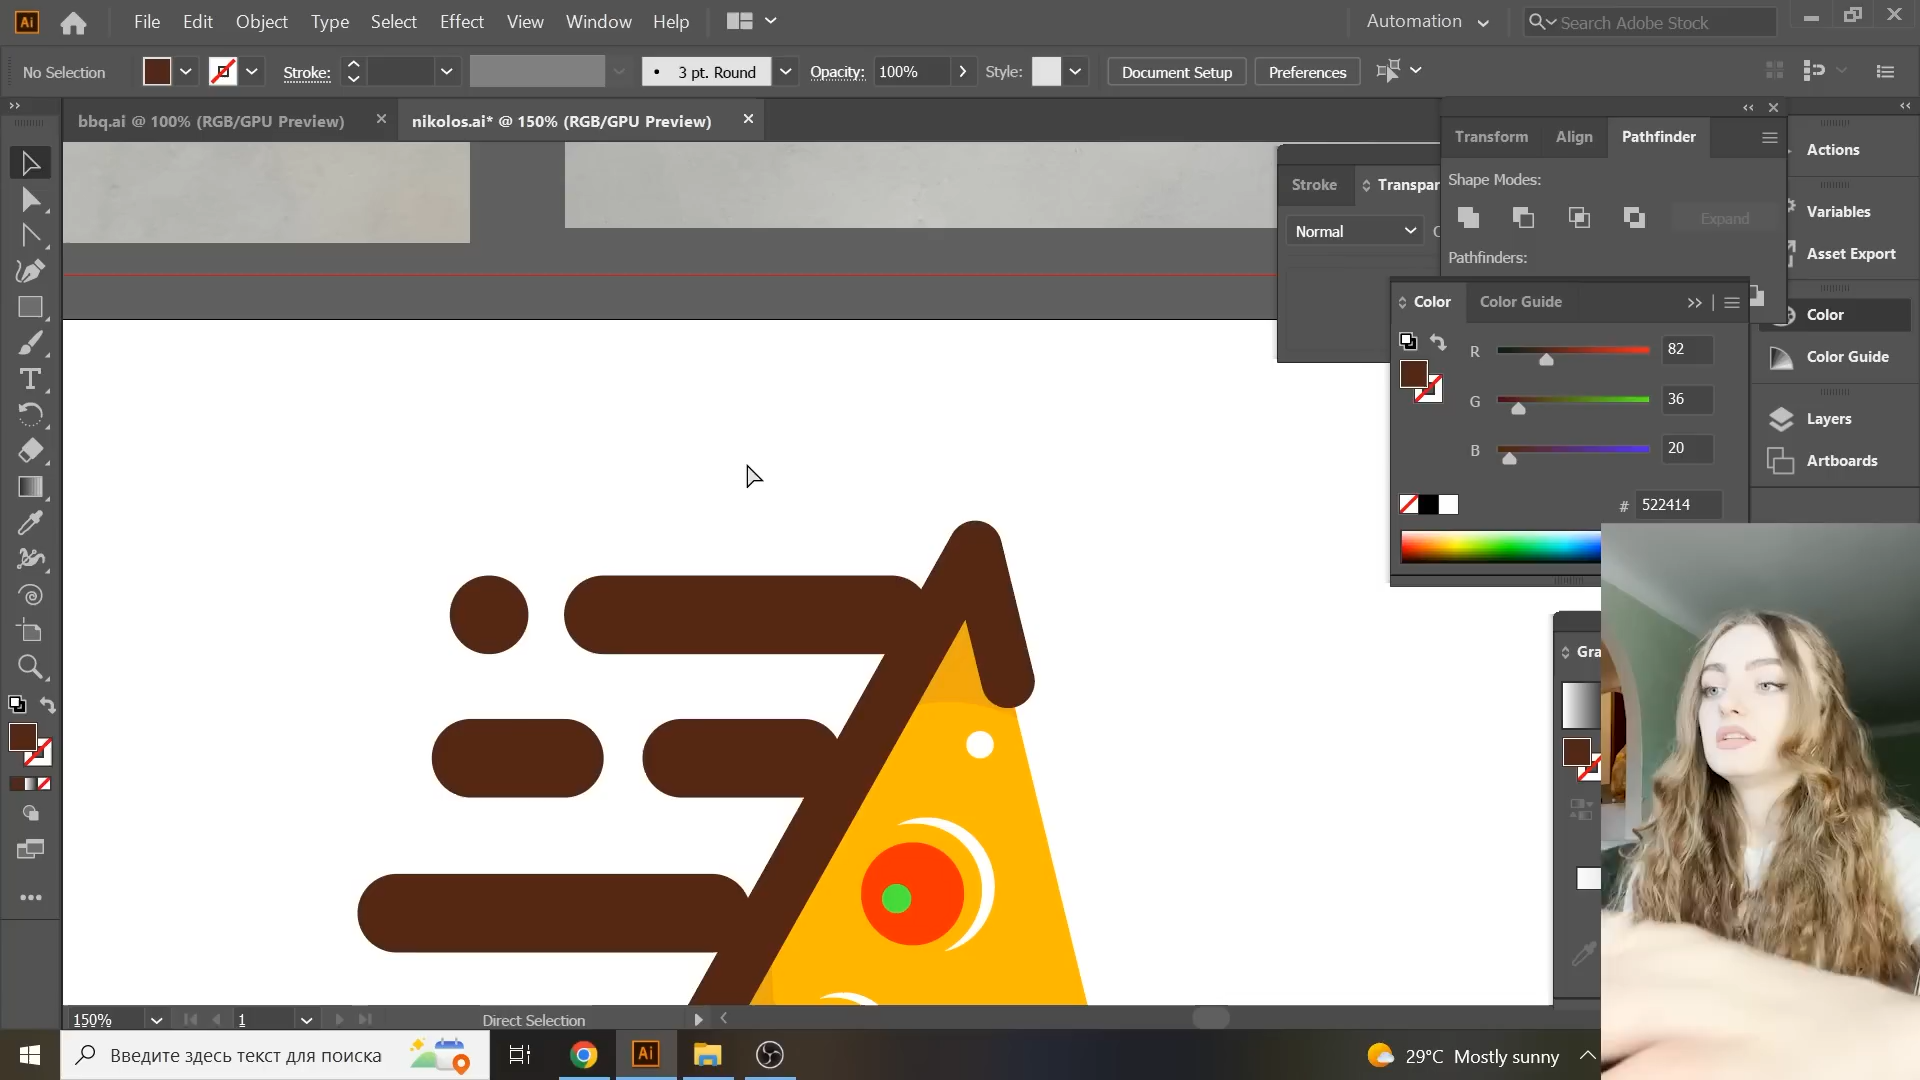 Ai File Edit Object Type Select Effect View Window Help Automation Search Adobe Stock
No Selection Stroke: 3 pt. Round Opacity: 100% Style: Document Setup Preferences
bbq.ai @ 100% (RGB/GPU Preview) nikolos.ai* @ 150% (RGB/GPU Preview)
Transform Align Pathfinder
Shape Modes:
Expand
Pathfinders:
Stroke Transpar
Normal
Color Color Guide
R 82
G 36
B 20
# 522414
Actions
Variables
Asset Export
Color
Color Guide
Layers
Artboards
Gra
150% 1 Direct Selection
Введите здесь текст для поиска Ai 29°C Mostly sunny